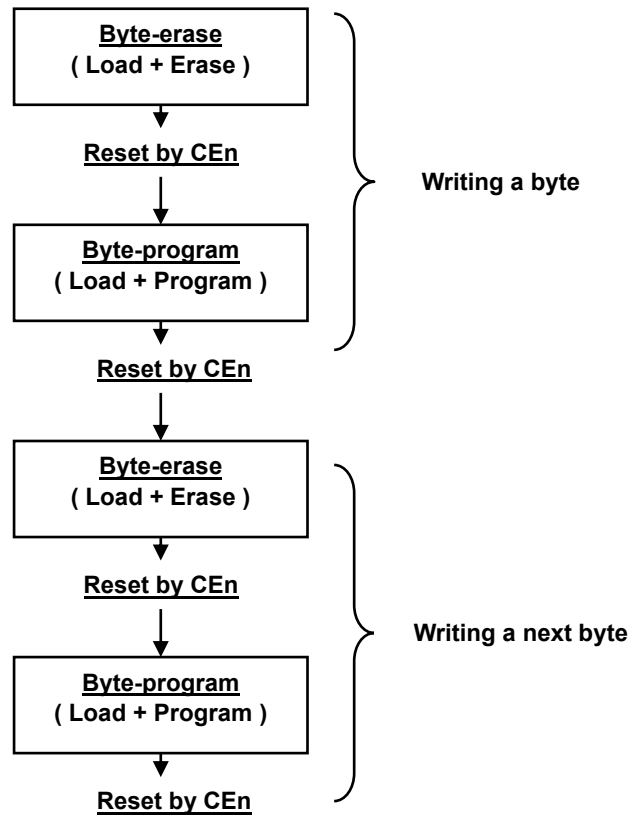 Byte-erase
( Load + Erase )
Reset by CEn
Writing a byte
Byte-program
( Load + Program )
Reset by CEn
Byte-erase
( Load + Erase )
Reset by CEn
Writing a next byte
Byte-program
( Load + Program )
Reset by CEn